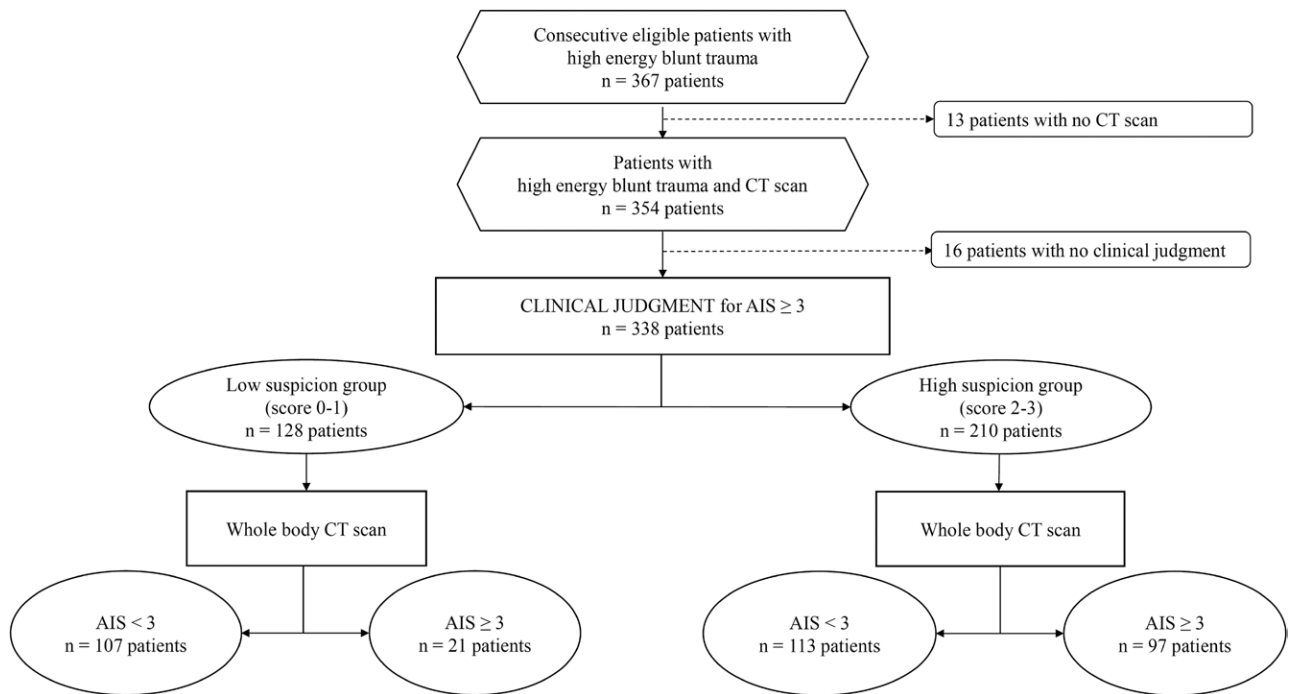 Consecutive eligible patients with
high energy blunt trauma
n = 367 patients
13 patients with no CT scan
Patients with
high energy blunt trauma and CT scan
n = 354 patients
16 patients with no clinical judgment
CLINICAL JUDGMENT for AIS ≥ 3
n = 338 patients
Low suspicion group
(score 0-1)
n = 128 patients
High suspicion group
(score 2-3)
n = 210 patients
Whole body CT scan
Whole body CT scan
AIS < 3
n = 107 patients
AIS ≥ 3
n = 21 patients
AIS < 3
n = 113 patients
AIS ≥ 3
n = 97 patients